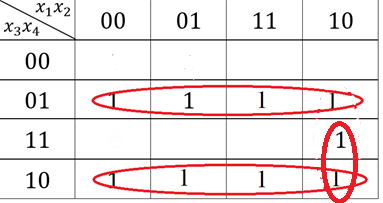 x₁x₂
x₃x₄ 00 01 11 10
00
01 1 1 1 1
11 1
10 1 1 1 1